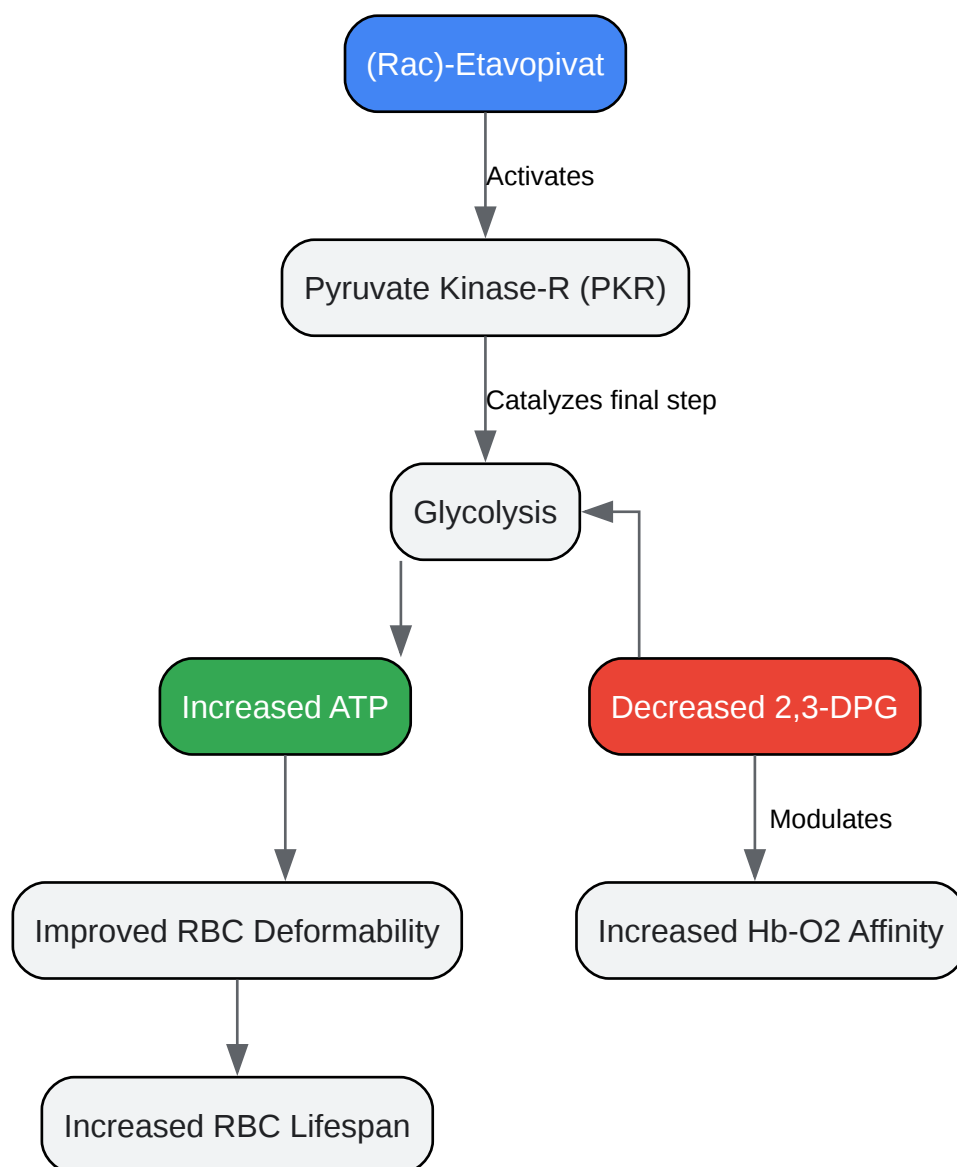 (Rac)-Etavopivat
Activates
Pyruvate Kinase-R (PKR)
Catalyzes final step
Glycolysis
Increased ATP
Decreased 2,3-DPG
Modulates
Improved RBC Deformability
Increased Hb-O2 Affinity
Increased RBC Lifespan